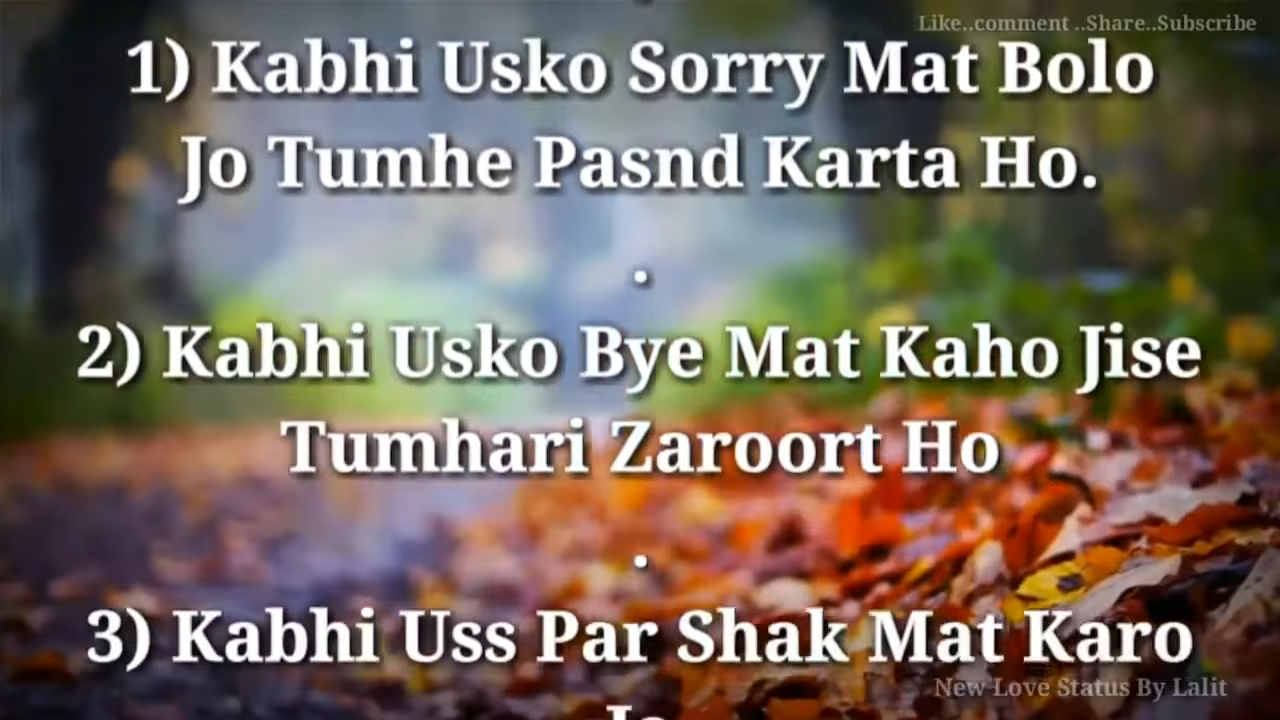 Like..comment ..Share..Subscribe
1) Kabhi Usko Sorry Mat Bolo
Jo Tumhe Pasnd Karta Ho.
.
2) Kabhi Usko Bye Mat Kaho Jise
Tumhari Zaroort Ho
.
3) Kabhi Uss Par Shak Mat Karo
New Love Status By Lalit